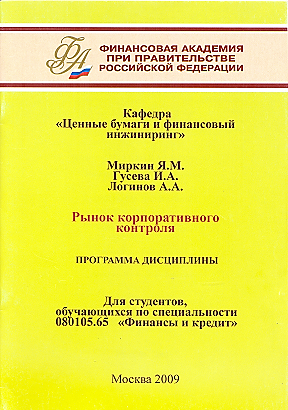 ФА
ФИНАНСОВАЯ АКАДЕМИЯ
ПРИ ПРАВИТЕЛЬСТВЕ
РОССИЙСКОЙ ФЕДЕРАЦИИ
Кафедра
«Ценные бумаги и финансовый
инжиниринг»
Миркин Я.М.
Гусева И.А.
Логинов А.А.
Рынок корпоративного
контроля
ПРОГРАММА ДИСЦИПЛИНЫ
Для студентов,
обучающихся по специальности
080105.65 «Финансы и кредит»
Москва 2009